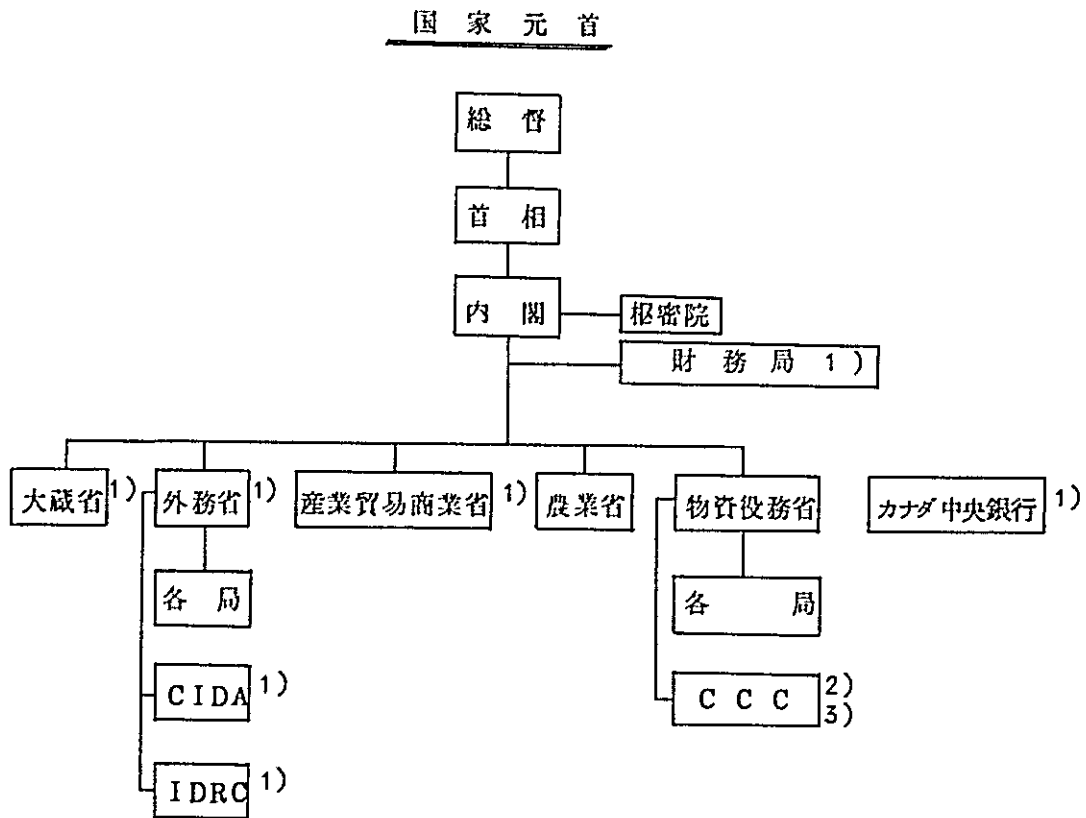 国家元首
総督
首相
内閣
枢密院
財務局 1)
大蔵省 1)
外務省 1)
産業貿易商業省 1)
農業省
物資役務省
カナダ中央銀行 1)
各局
各局
CIDA 1)
CCC 2)
3)
IDRC 1)